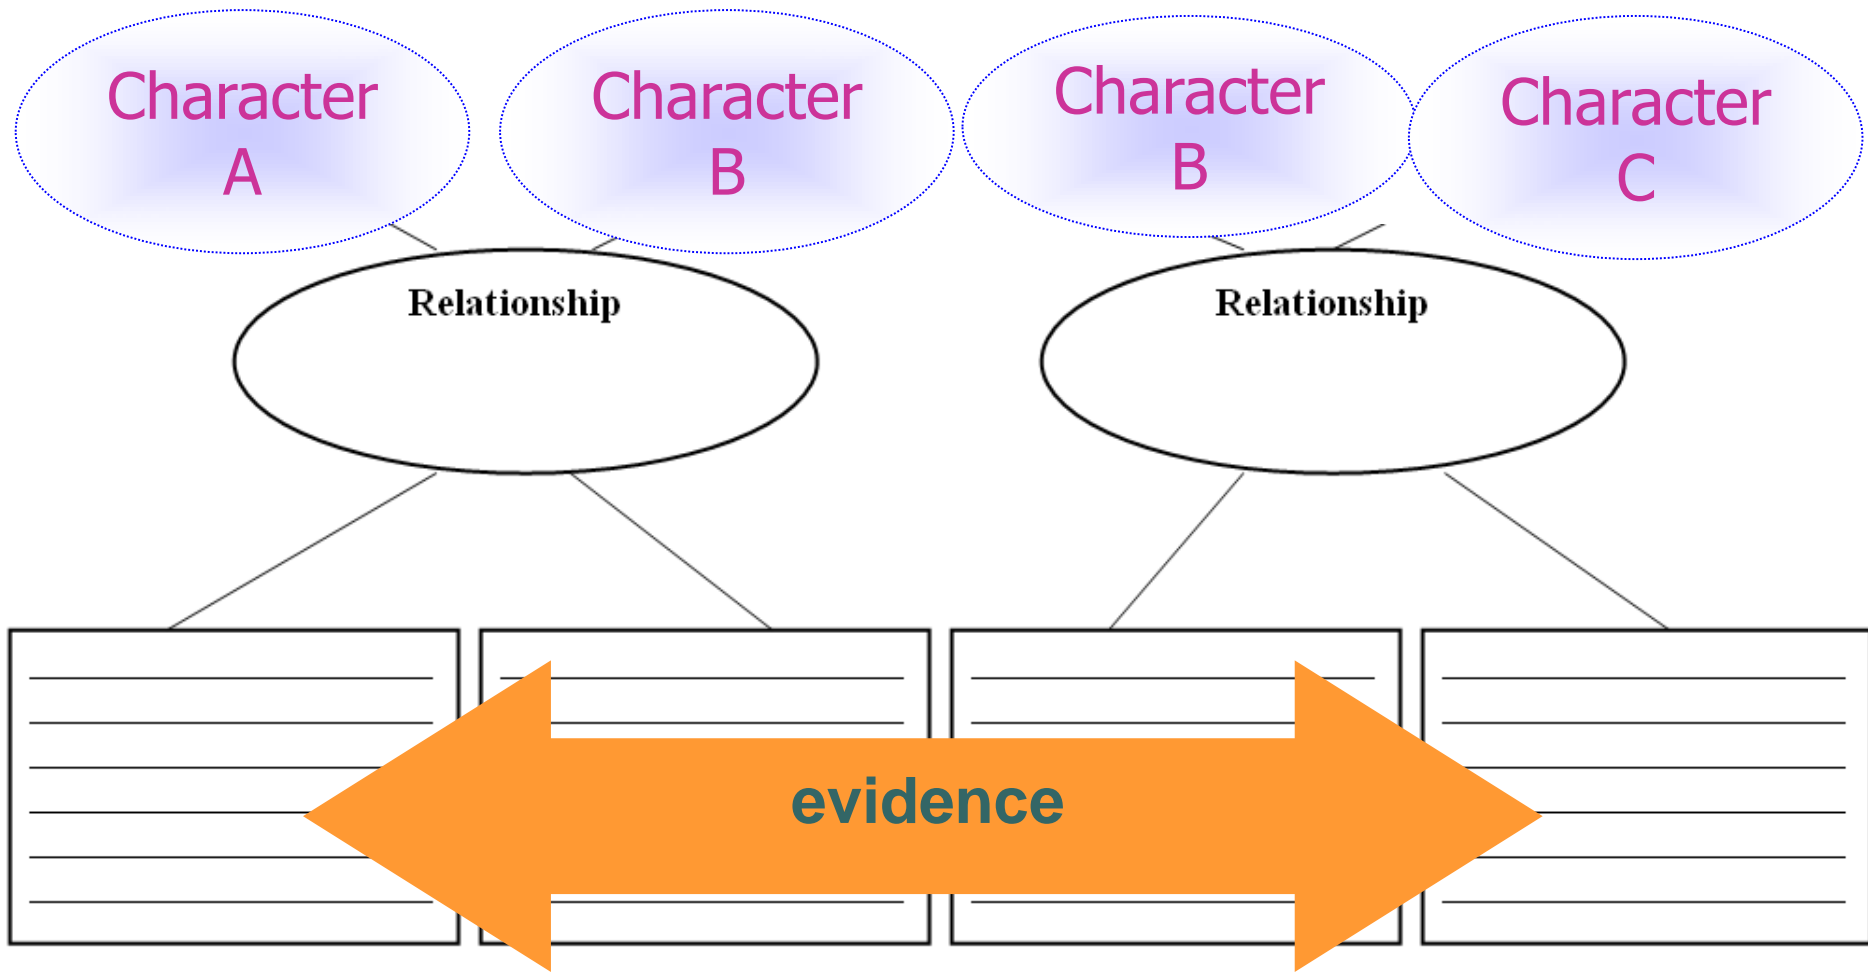 Character
A
Character
B
Character
B
Character
C
Relationship
Relationship
evidence